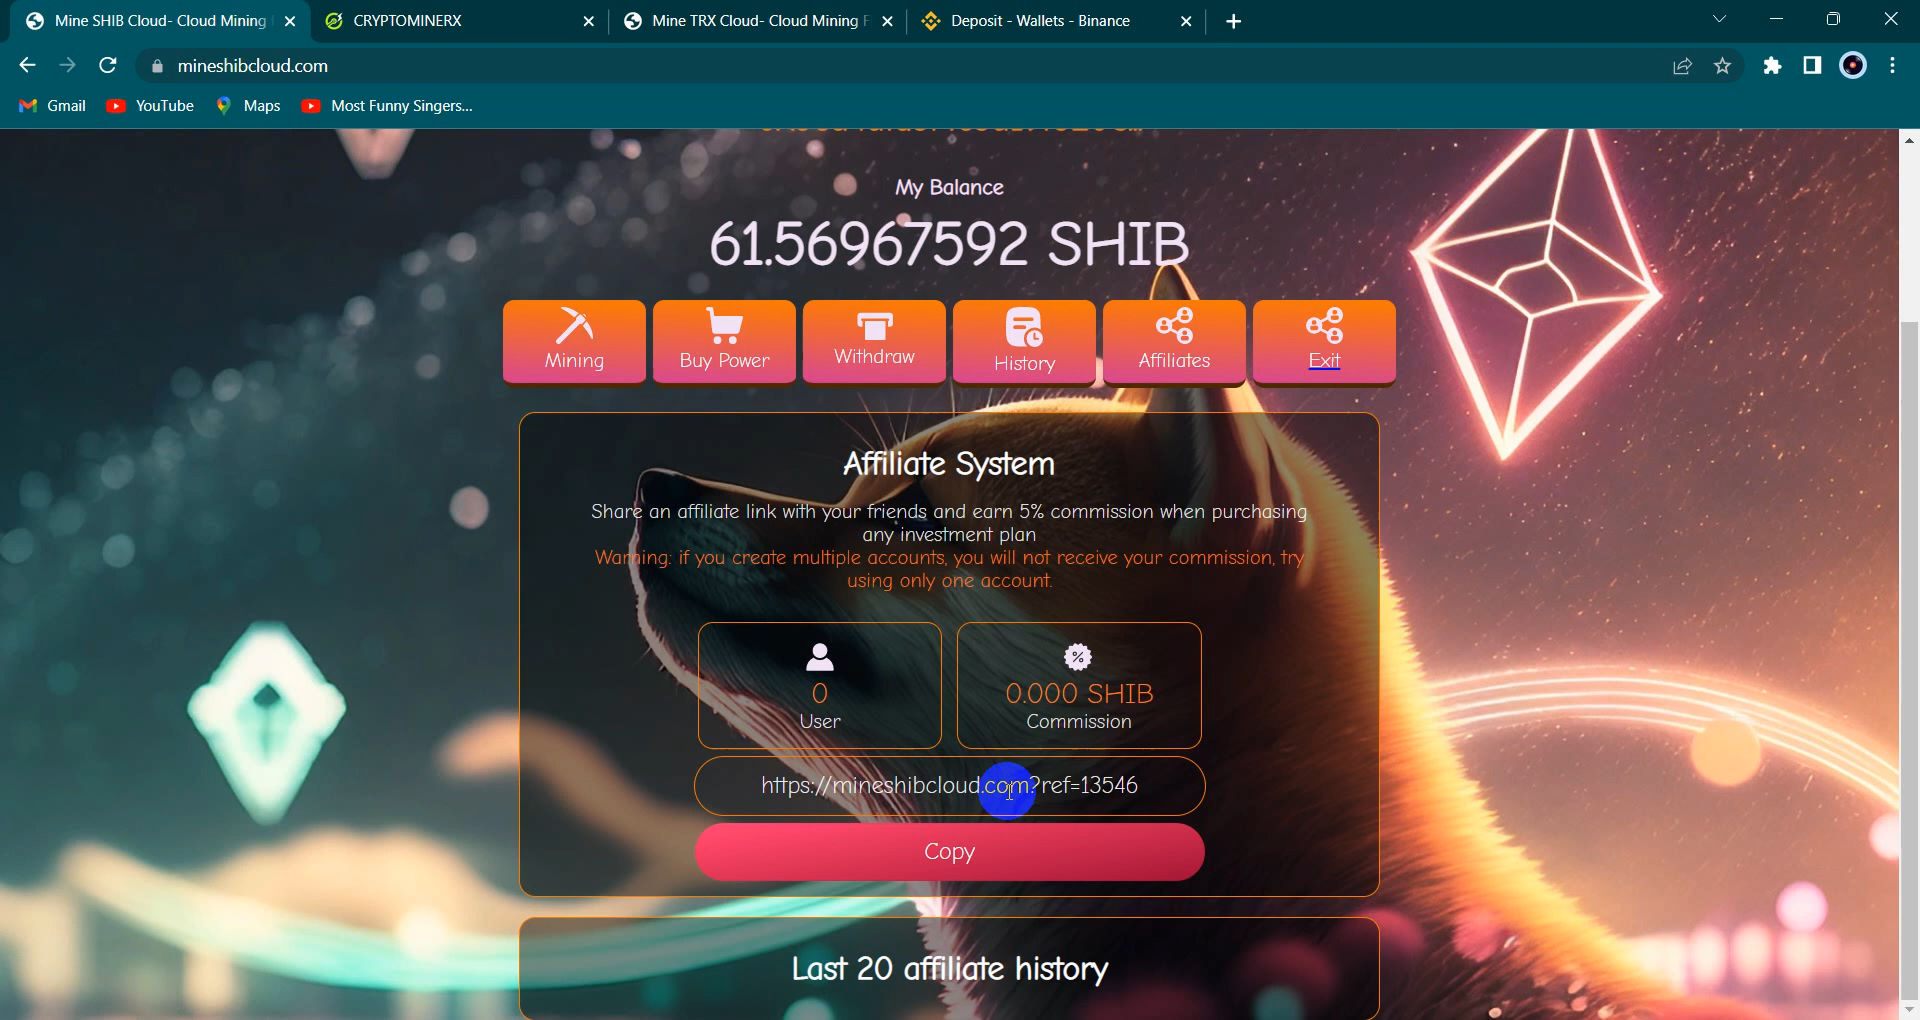 Mine SHIB Cloud- Cloud Mining
CRYPTOMINERX
Mine TRX Cloud- Cloud Mining F
Deposit - Wallets - Binance
mineshibcloud.com
Gmail
YouTube
Maps
Most Funny Singers...
My Balance
61.56967592 SHIB
Mining
Buy Power
Withdraw
History
Affiliates
Exit
Affiliate System
Share an affiliate link with your friends and earn 5% commission when purchasing
any investment plan
Warning: if you create multiple accounts, you will not receive your commission, try
using only one account.
0
User
0.000 SHIB
Commission
https://mineshibcloud.com?ref=13546
Copy
Last 20 affiliate history